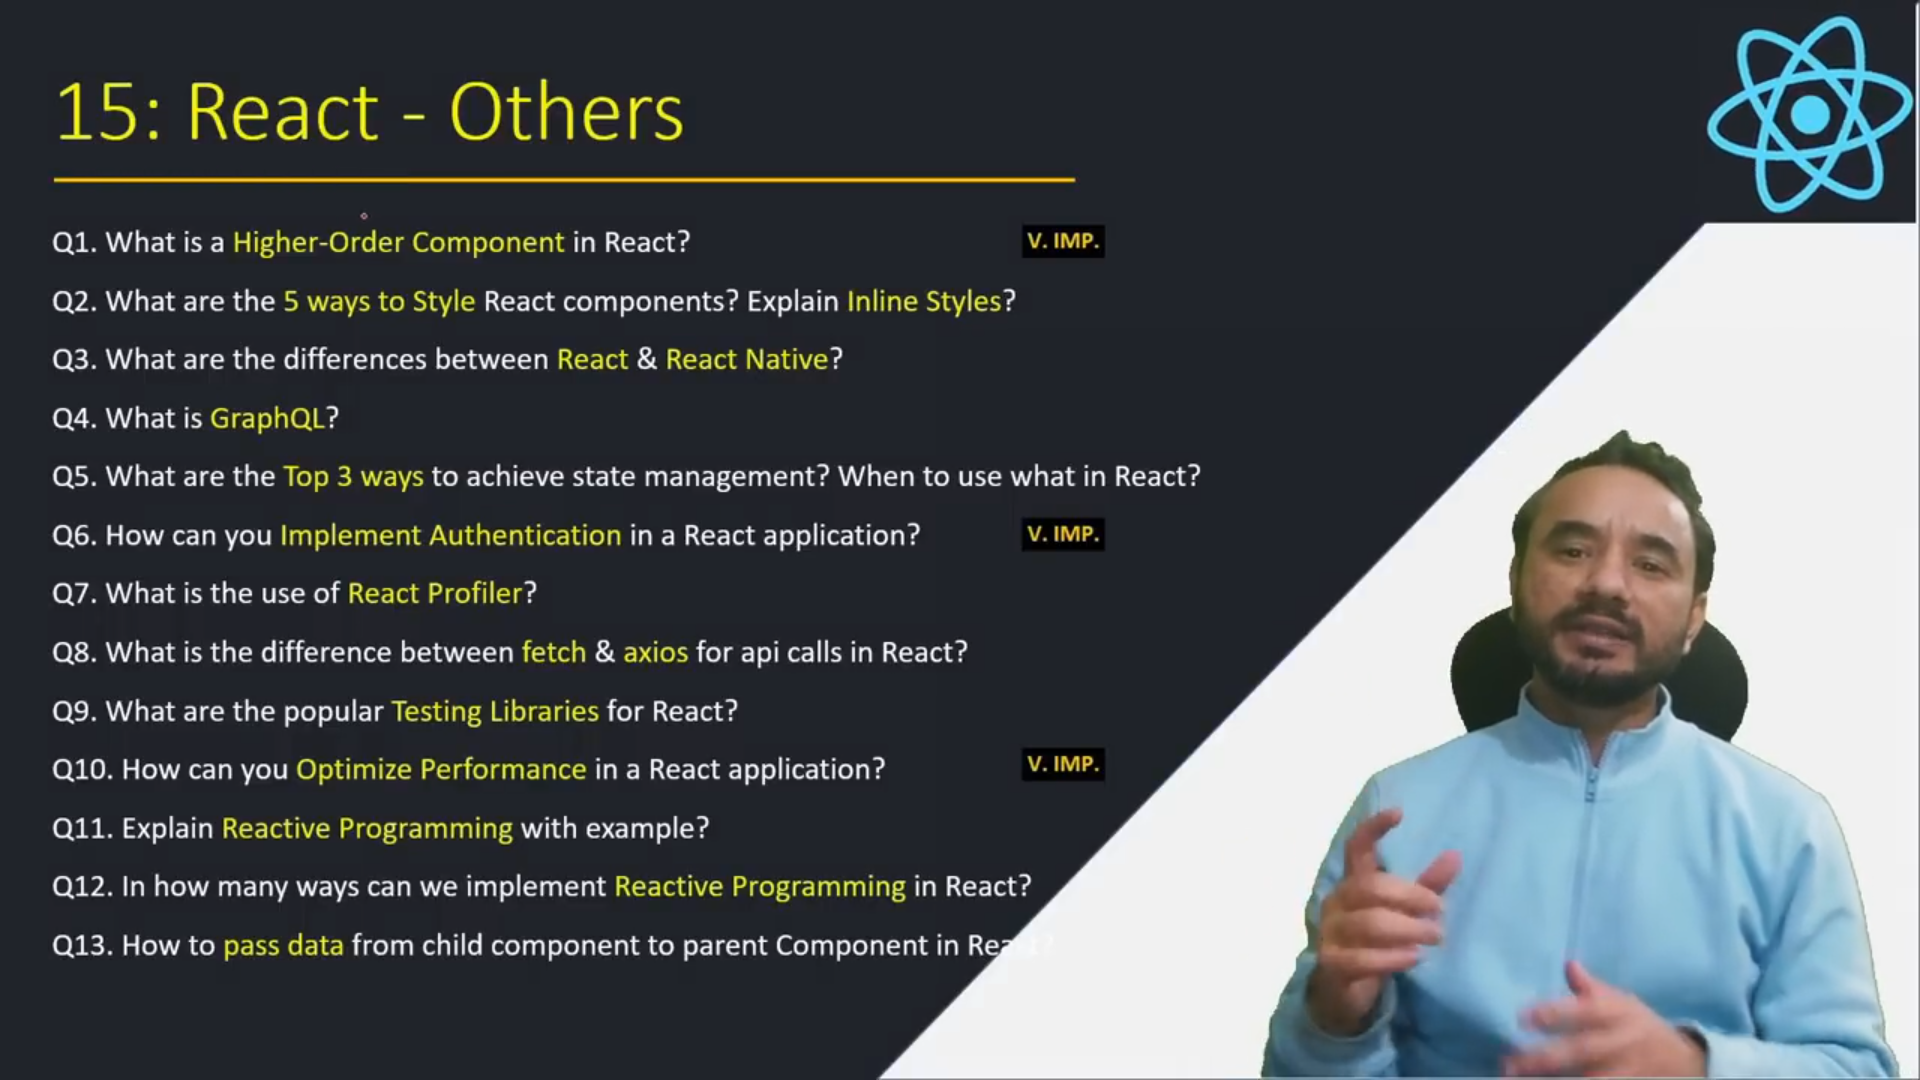 15: React - Others
Q1. What is a Higher-Order Component in React?
V. IMP.
Q2. What are the 5 ways to Style React components? Explain Inline Styles?
Q3. What are the differences between React & React Native?
Q4. What is GraphQL?
Q5. What are the Top 3 ways to achieve state management? When to use what in React?
Q6. How can you Implement Authentication in a React application?
V. IMP.
Q7. What is the use of React Profiler?
Q8. What is the difference between fetch & axios for api calls in React?
Q9. What are the popular Testing Libraries for React?
Q10. How can you Optimize Performance in a React application?
V. IMP.
Q11. Explain Reactive Programming with example?
Q12. In how many ways can we implement Reactive Programming in React?
Q13. How to pass data from child component to parent Component in React?